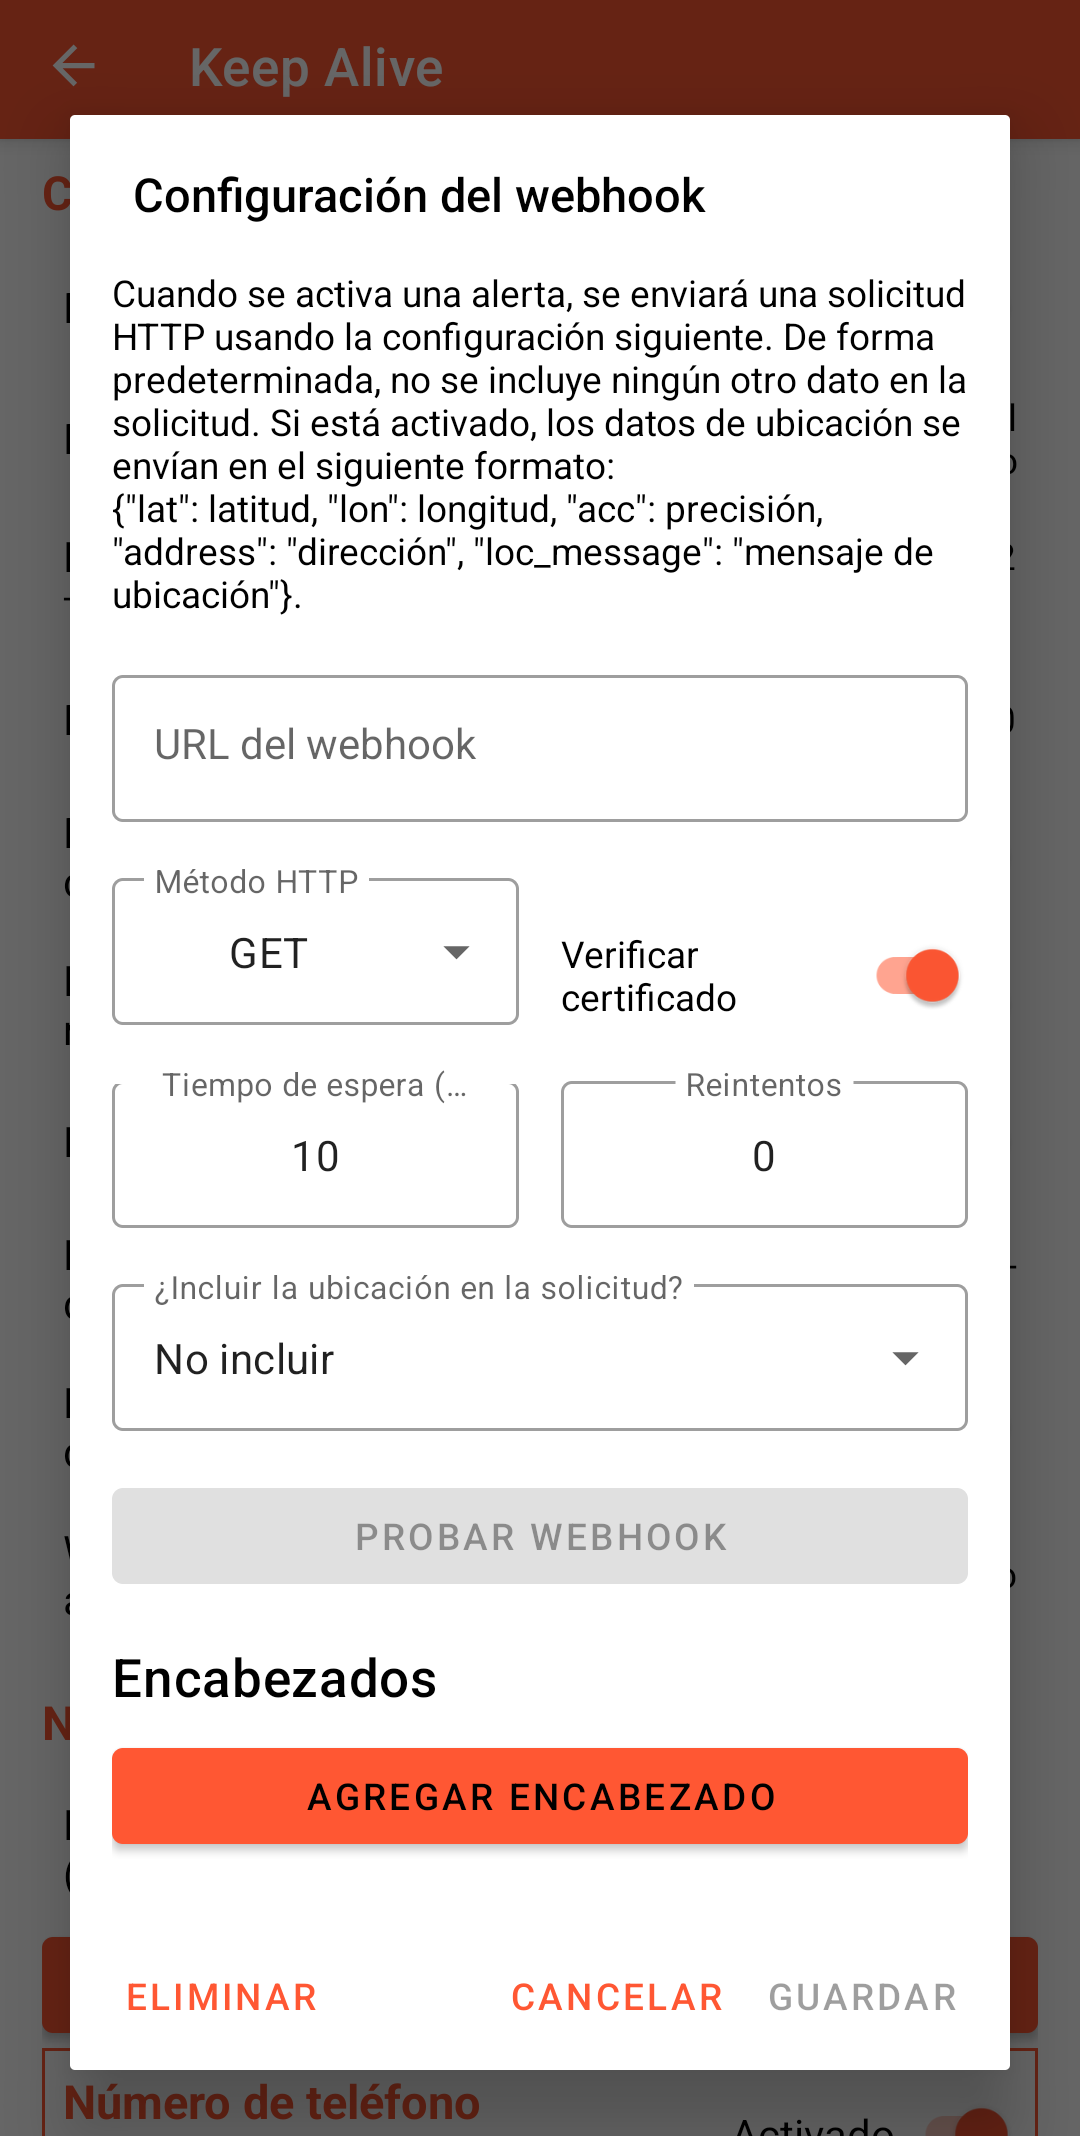 Keep Alive
Configuración del webhook
Cuando se activa una alerta, se enviará una solicitud
HTTP usando la configuración siguiente. De forma
predeterminada, no se incluye ningún otro dato en la
solicitud. Si está activado, los datos de ubicación se
envían en el siguiente formato:
{"lat": latitud, "lon": longitud, "acc": precisión,
"address": "dirección", "loc_message": "mensaje de
ubicación"}.
URL del webhook
Método HTTP
GET
Verificar
certificado
Tiempo de espera (...
10
Reintentos
0
¿Incluir la ubicación en la solicitud?
No incluir
PROBAR WEBHOOK
Encabezados
AGREGAR ENCABEZADO
ELIMINAR
CANCELAR
GUARDAR
Número de teléfono
Activado